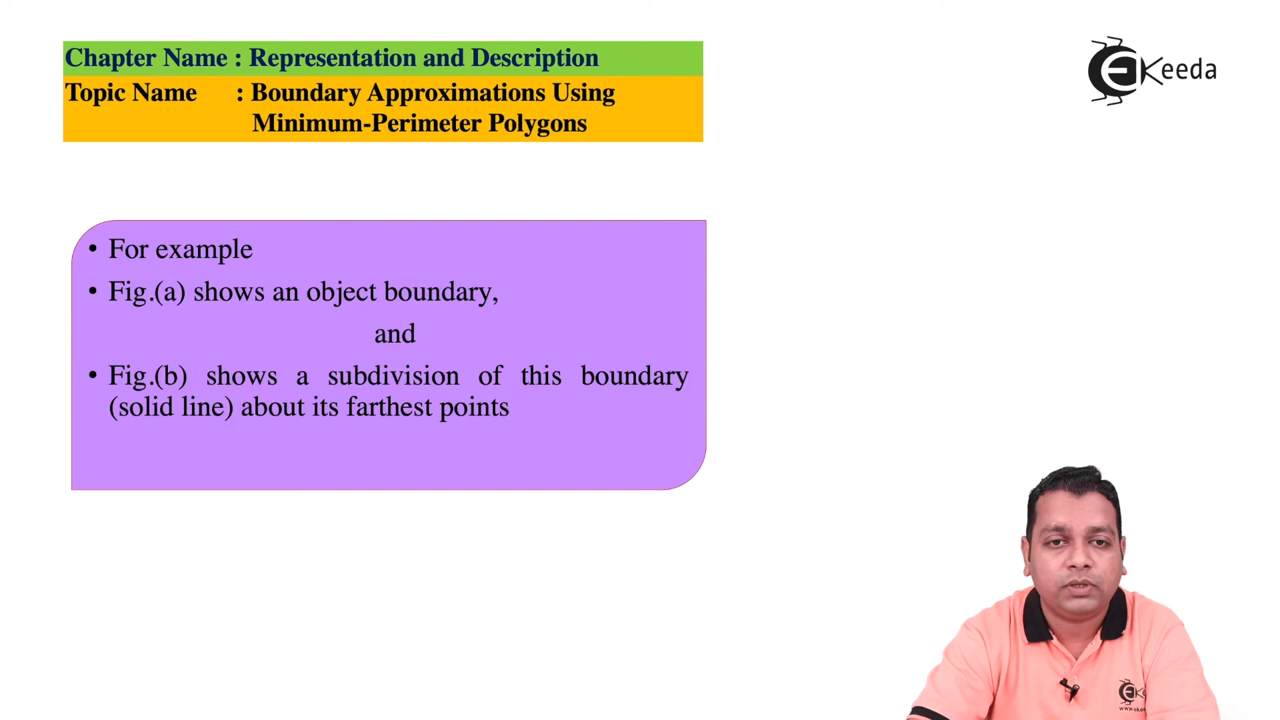 Chapter Name : Representation and Description
Topic Name : Boundary Approximations Using
Minimum-Perimeter Polygons
EKeeda
• For example
• Fig.(a) shows an object boundary,
and
• Fig.(b) shows a subdivision of this boundary
(solid line) about its farthest points